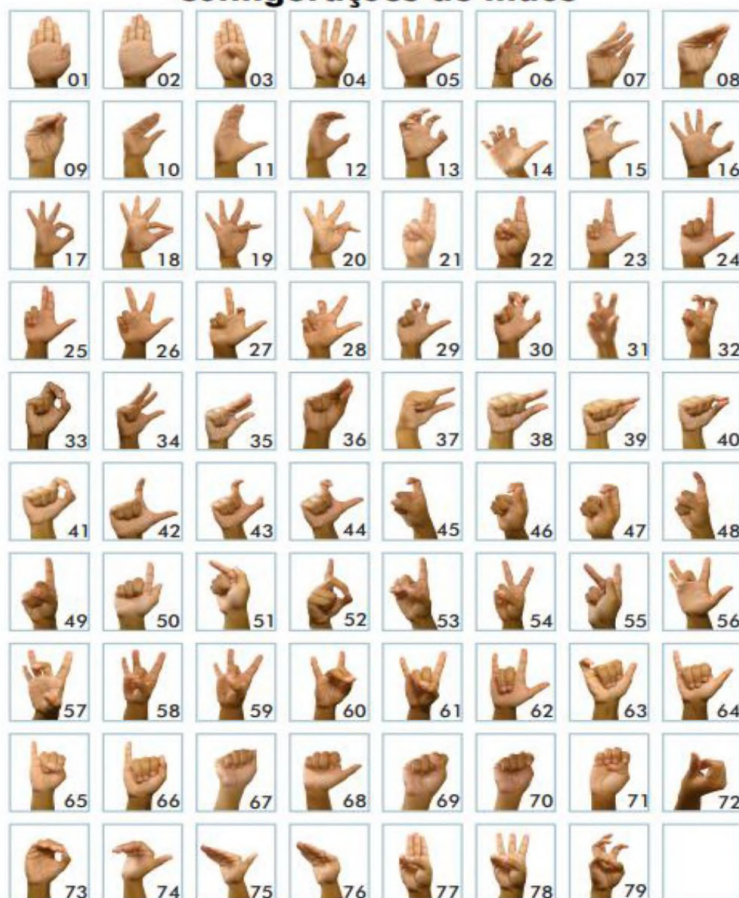 Configurações de mãos
01 02 03 04 05 06 07 08
09 10 11 12 13 14 15 16
17 18 19 20 21 22 23 24
25 26 27 28 29 30 31 32
33 34 35 36 37 38 39 40
41 42 43 44 45 46 47 48
49 50 51 52 53 54 55 56
57 58 59 60 61 62 63 64
65 66 67 68 69 70 71 72
73 74 75 76 77 78 79